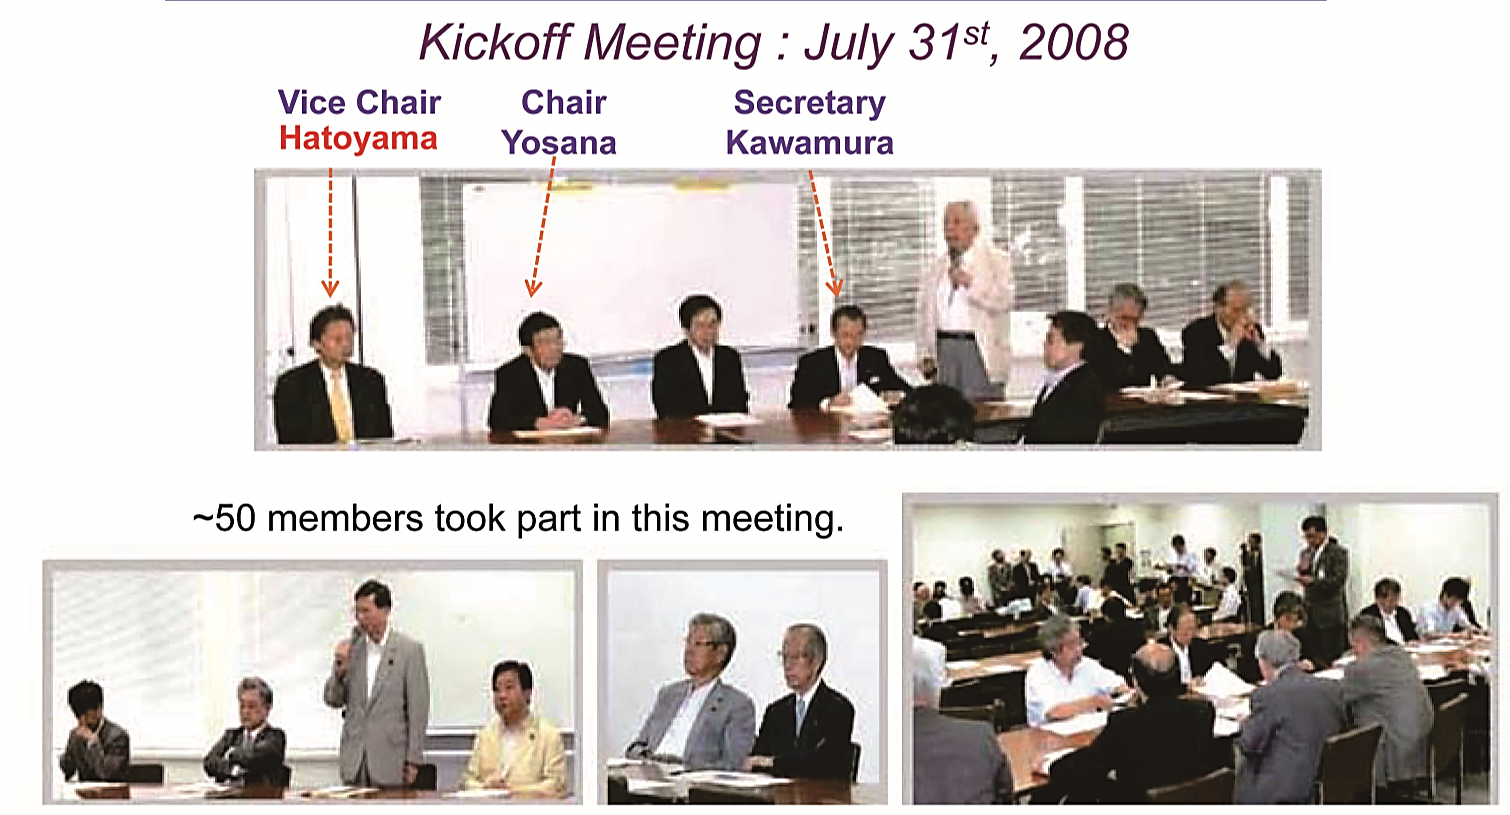 Kickoff Meeting : July 31st, 2008
Vice Chair Chair Secretary
Hatoyama Yosana Kawamura
~50 members took part in this meeting.